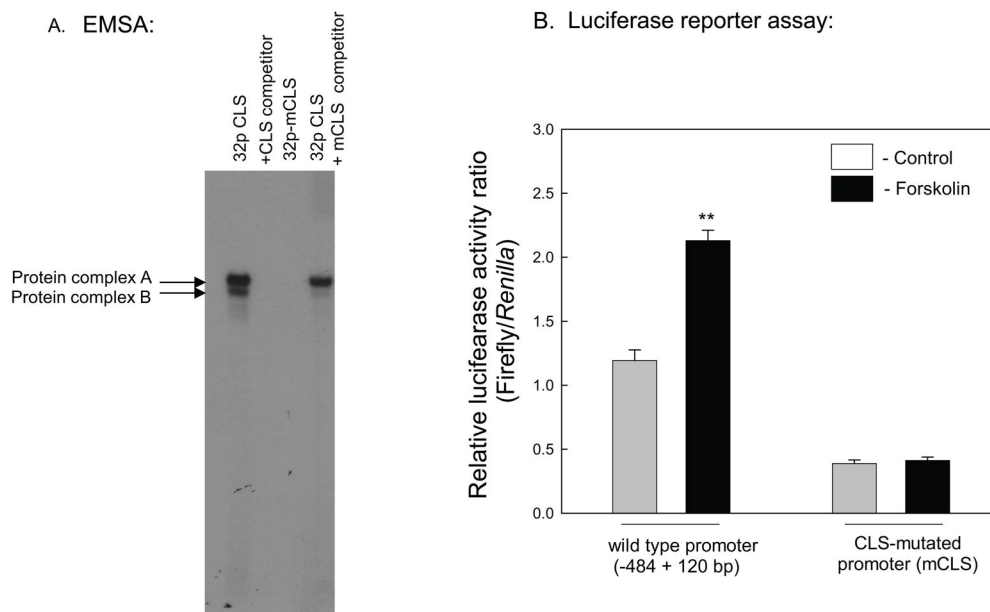 A. EMSA:
32p CLS
+CLS competitor
32p-mCLS
32p CLS
+ mCLS competitor
Protein complex A
Protein complex B
B. Luciferase reporter assay:
Relative lucifearase activity ratio
(Firefly/Renilla)
3.0
2.5
2.0
1.5
1.0
0.5
0.0
- Control
- Forskolin
**
wild type promoter
(-484 + 120 bp)
CLS-mutated
promoter (mCLS)